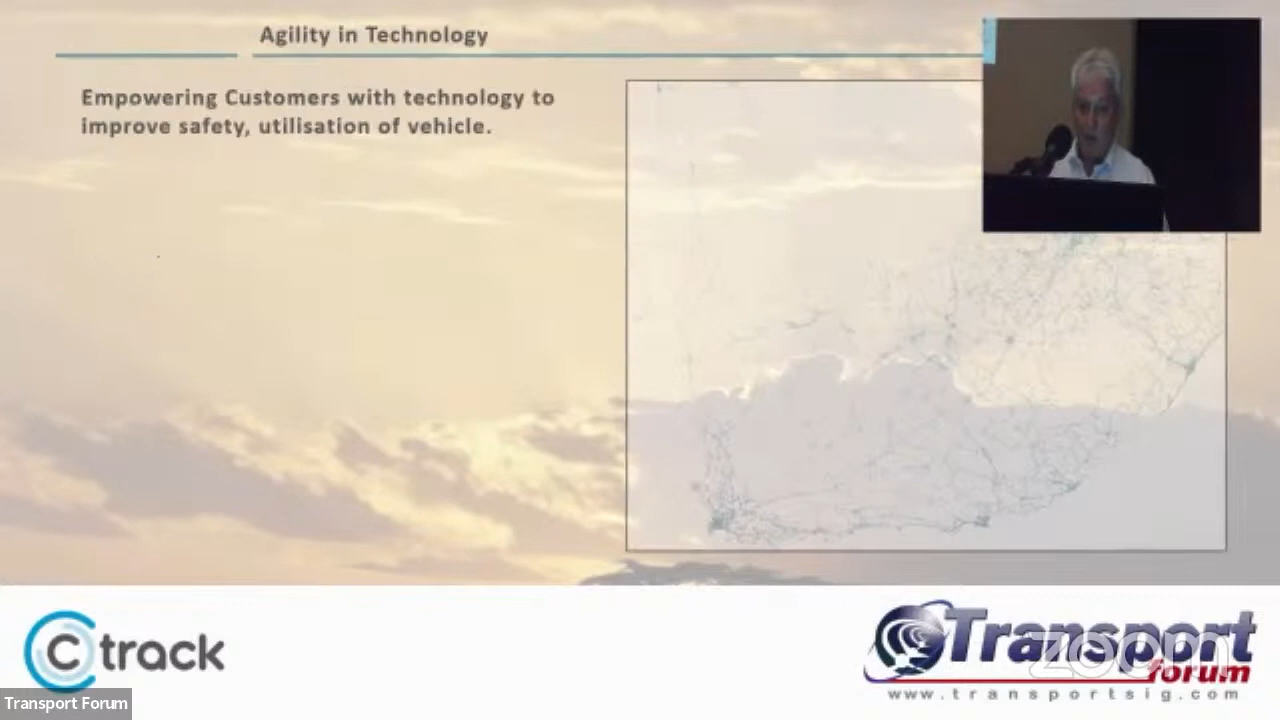 Agility in Technology
Empowering Customers with technology to
improve safety, utilisation of vehicle.
Ctrack
Transport
forum
zoom
www.transportsig.com
Transport Forum